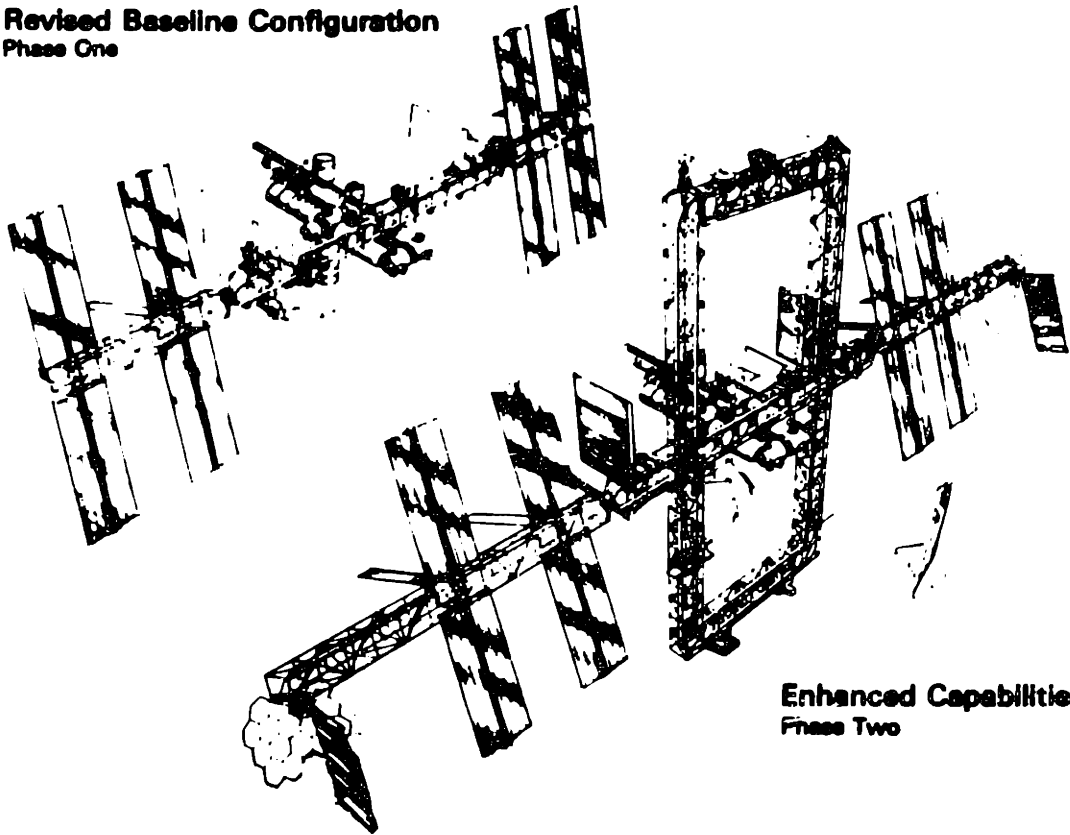 Revised Baseline Configuration
Phase One
Enhanced Capabilitie
Phase Two